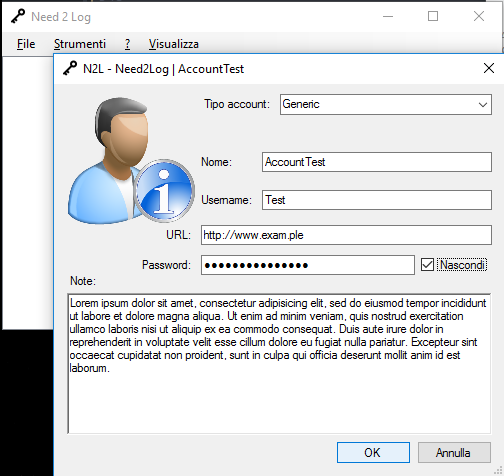 Need 2 Log
File Strumenti ? Visualizza
N2L - Need2Log | AccountTest
Tipo account: Generic
Nome: AccountTest
Username: Test
URL: http://www.exam.ple
Password: ●●●●●●●●●●●●●●● Nascondi
Note:
Lorem ipsum dolor sit amet, consectetur adipisicing elit, sed do eiusmod tempor incididunt
ut labore et dolore magna aliqua. Ut enim ad minim veniam, quis nostrud exercitation
ullamco laboris nisi ut aliquip ex ea commodo consequat. Duis aute irure dolor in
reprehenderit in voluptate velit esse cillum dolore eu fugiat nulla pariatur. Excepteur sint
occaecat cupidatat non proident, sunt in culpa qui officia deserunt mollit anim id est
laborum.
OK Annulla